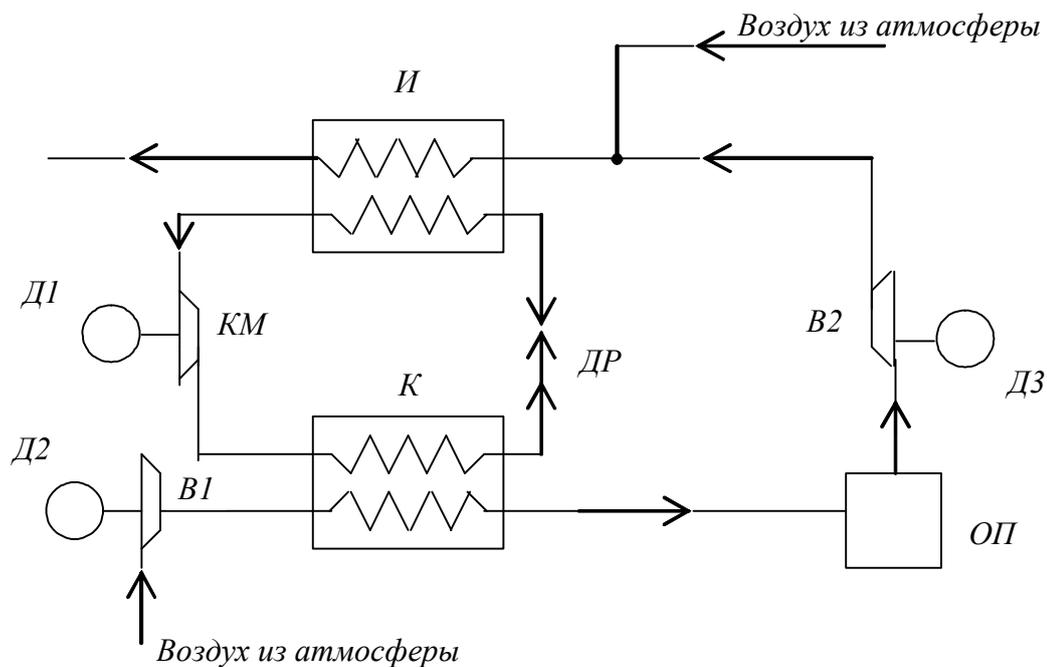 Воздух из атмосферы
И
Д1
КМ
В2
ДР
Д3
К
Д2
В1
ОП
Воздух из атмосферы